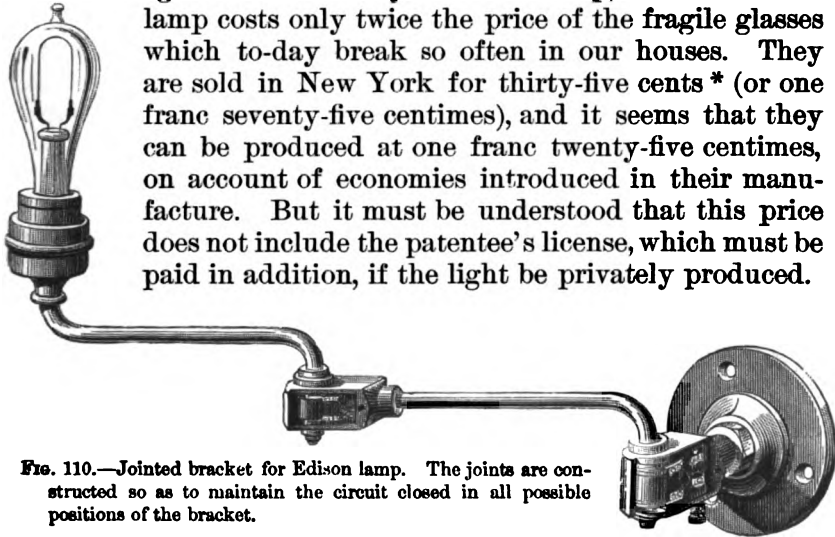 lamp costs only twice the price of the fragile glasses
which to-day break so often in our houses. They
are sold in New York for thirty-five cents * (or one
franc seventy-five centimes), and it seems that they
can be produced at one franc twenty-five centimes,
on account of economies introduced in their manu-
facture. But it must be understood that this price
does not include the patentee's license, which must be
paid in addition, if the light be privately produced.
FIG. 110.—Jointed bracket for Edison lamp. The joints are con-
structed so as to maintain the circuit closed in all possible
positions of the bracket.